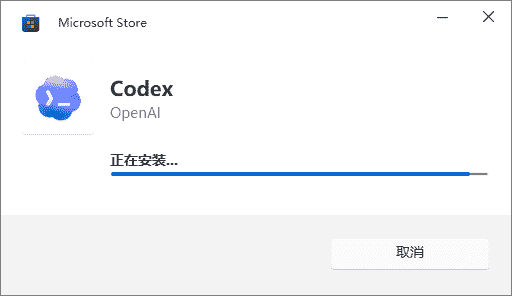 Microsoft Store
Codex
OpenAI
正在安装...
取消